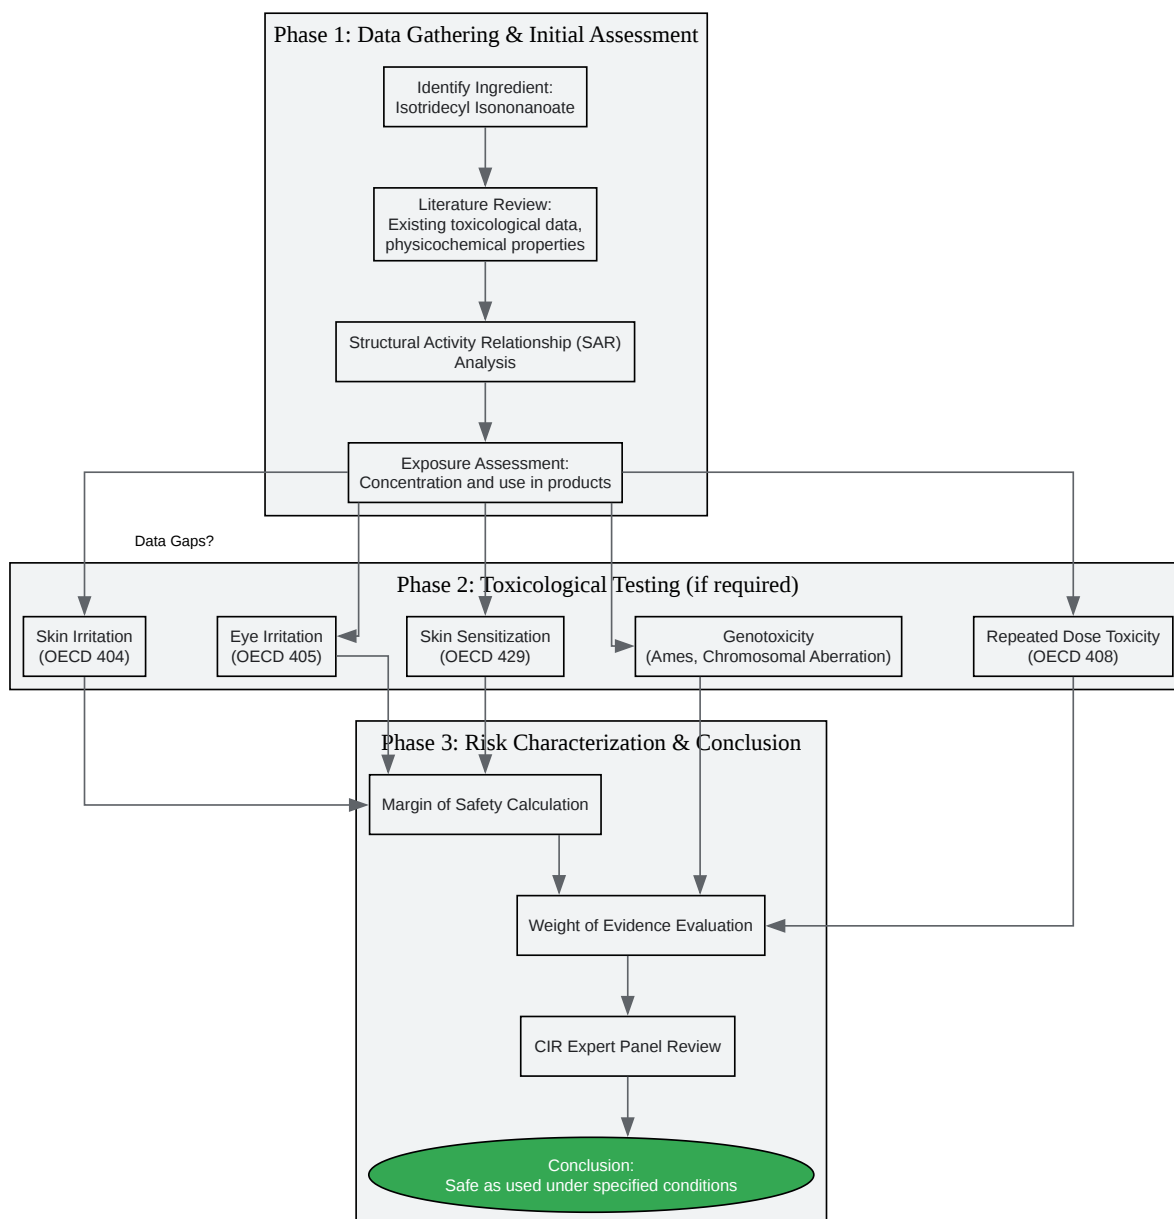 Phase 1: Data Gathering & Initial Assessment
Identify Ingredient:
Isotridecyl Isononanoate
Literature Review:
Existing toxicological data,
physicochemical properties
Structural Activity Relationship (SAR)
Analysis
Exposure Assessment:
Concentration and use in products
Data Gaps?
Phase 2: Toxicological Testing (if required)
Skin Irritation
(OECD 404)
Eye Irritation
(OECD 405)
Skin Sensitization
(OECD 429)
Genotoxicity
(Ames, Chromosomal Aberration)
Repeated Dose Toxicity
(OECD 408)
Phase 3: Risk Characterization & Conclusion
Margin of Safety Calculation
Weight of Evidence Evaluation
CIR Expert Panel Review
Conclusion:
Safe as used under specified conditions